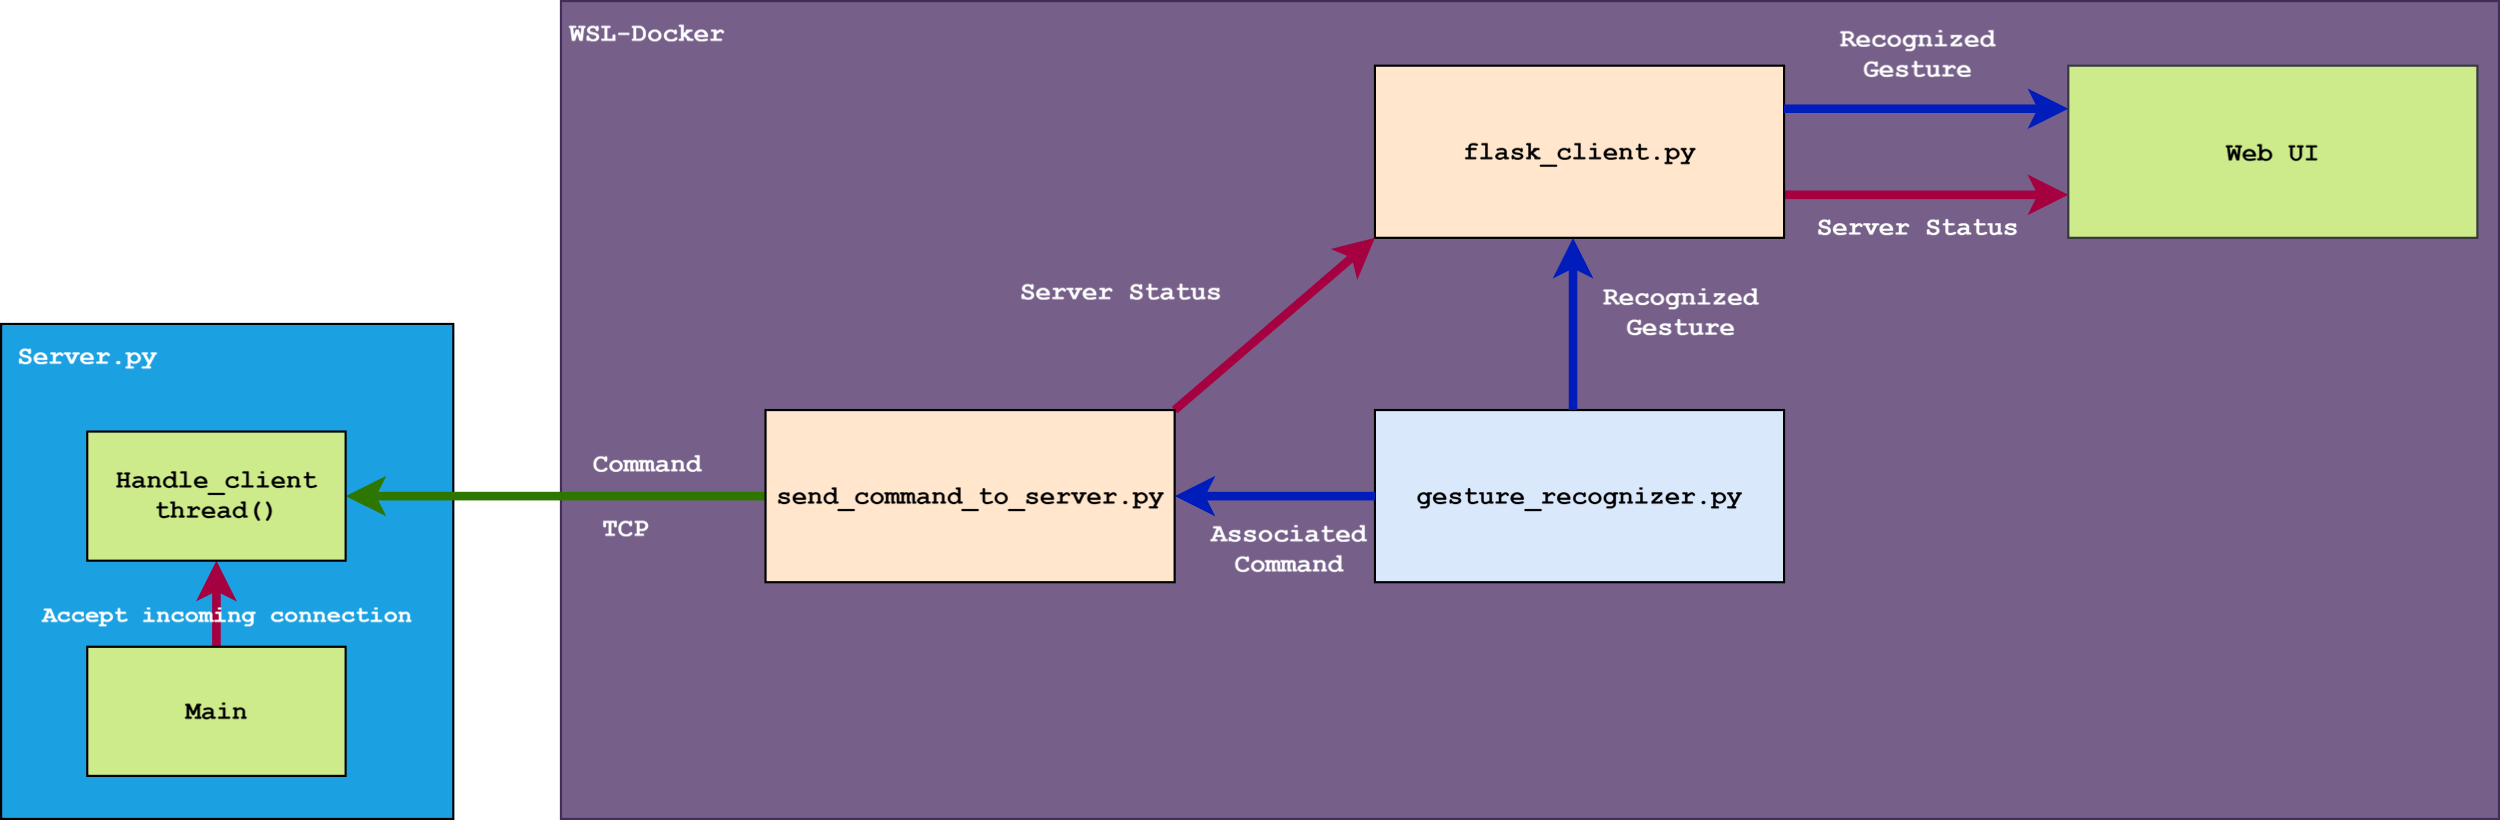 WSL-Docker
Recognized
Gesture
flask_client.py
Web UI
Server Status
Server Status
Recognized
Gesture
Server.py
Command
Handle_client
thread()
send_command_to_server.py
gesture_recognizer.py
TCP
Associated
Command
Accept incoming connection
Main